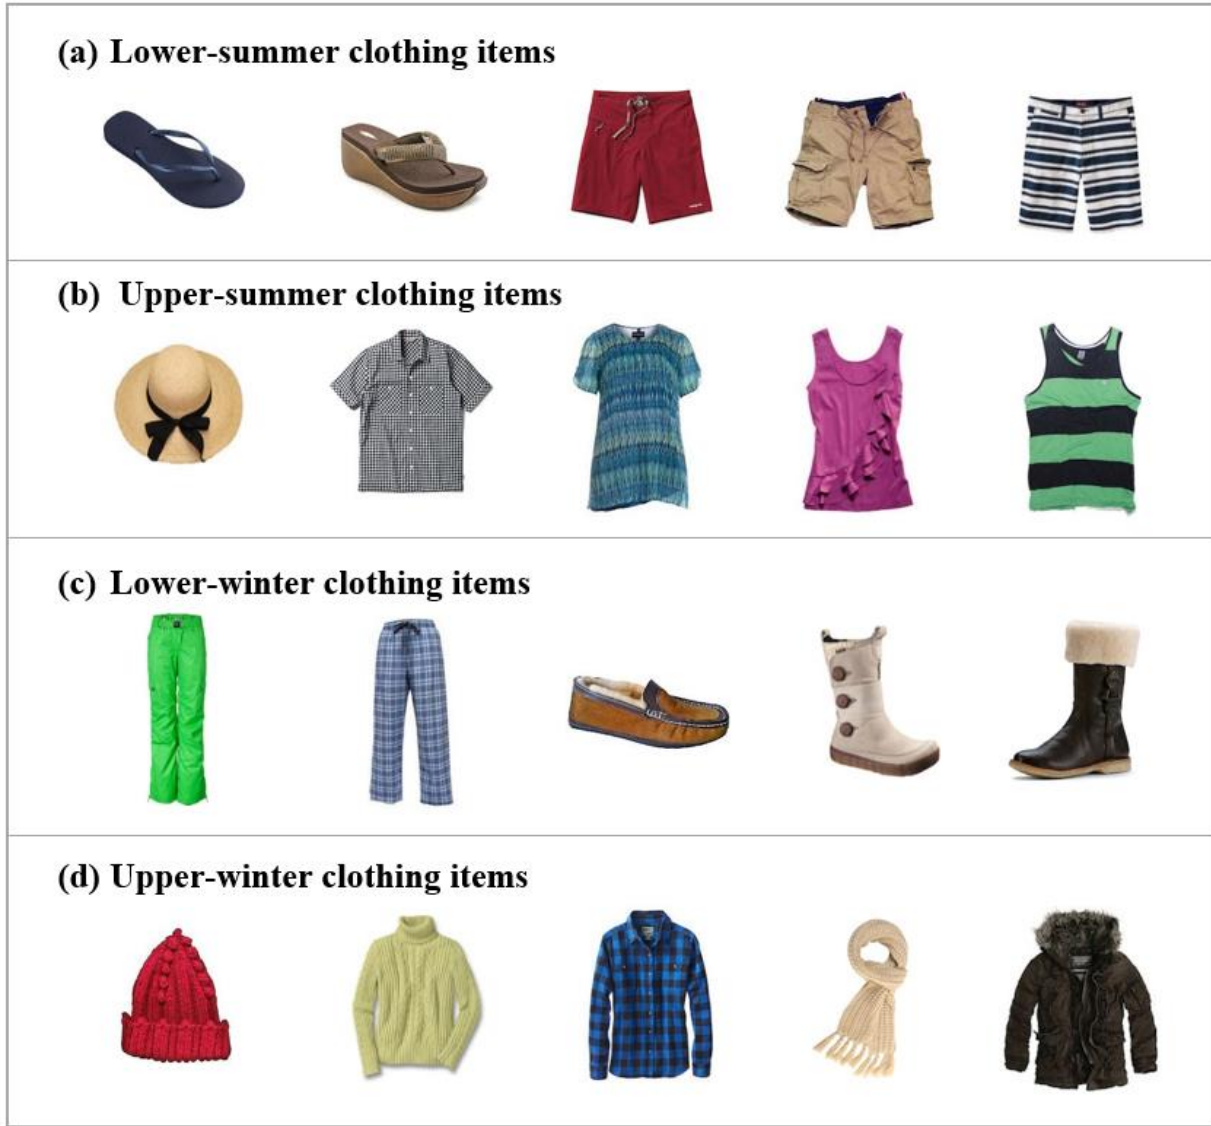 (a) Lower-summer clothing items
(b) Upper-summer clothing items
(c) Lower-winter clothing items
(d) Upper-winter clothing items